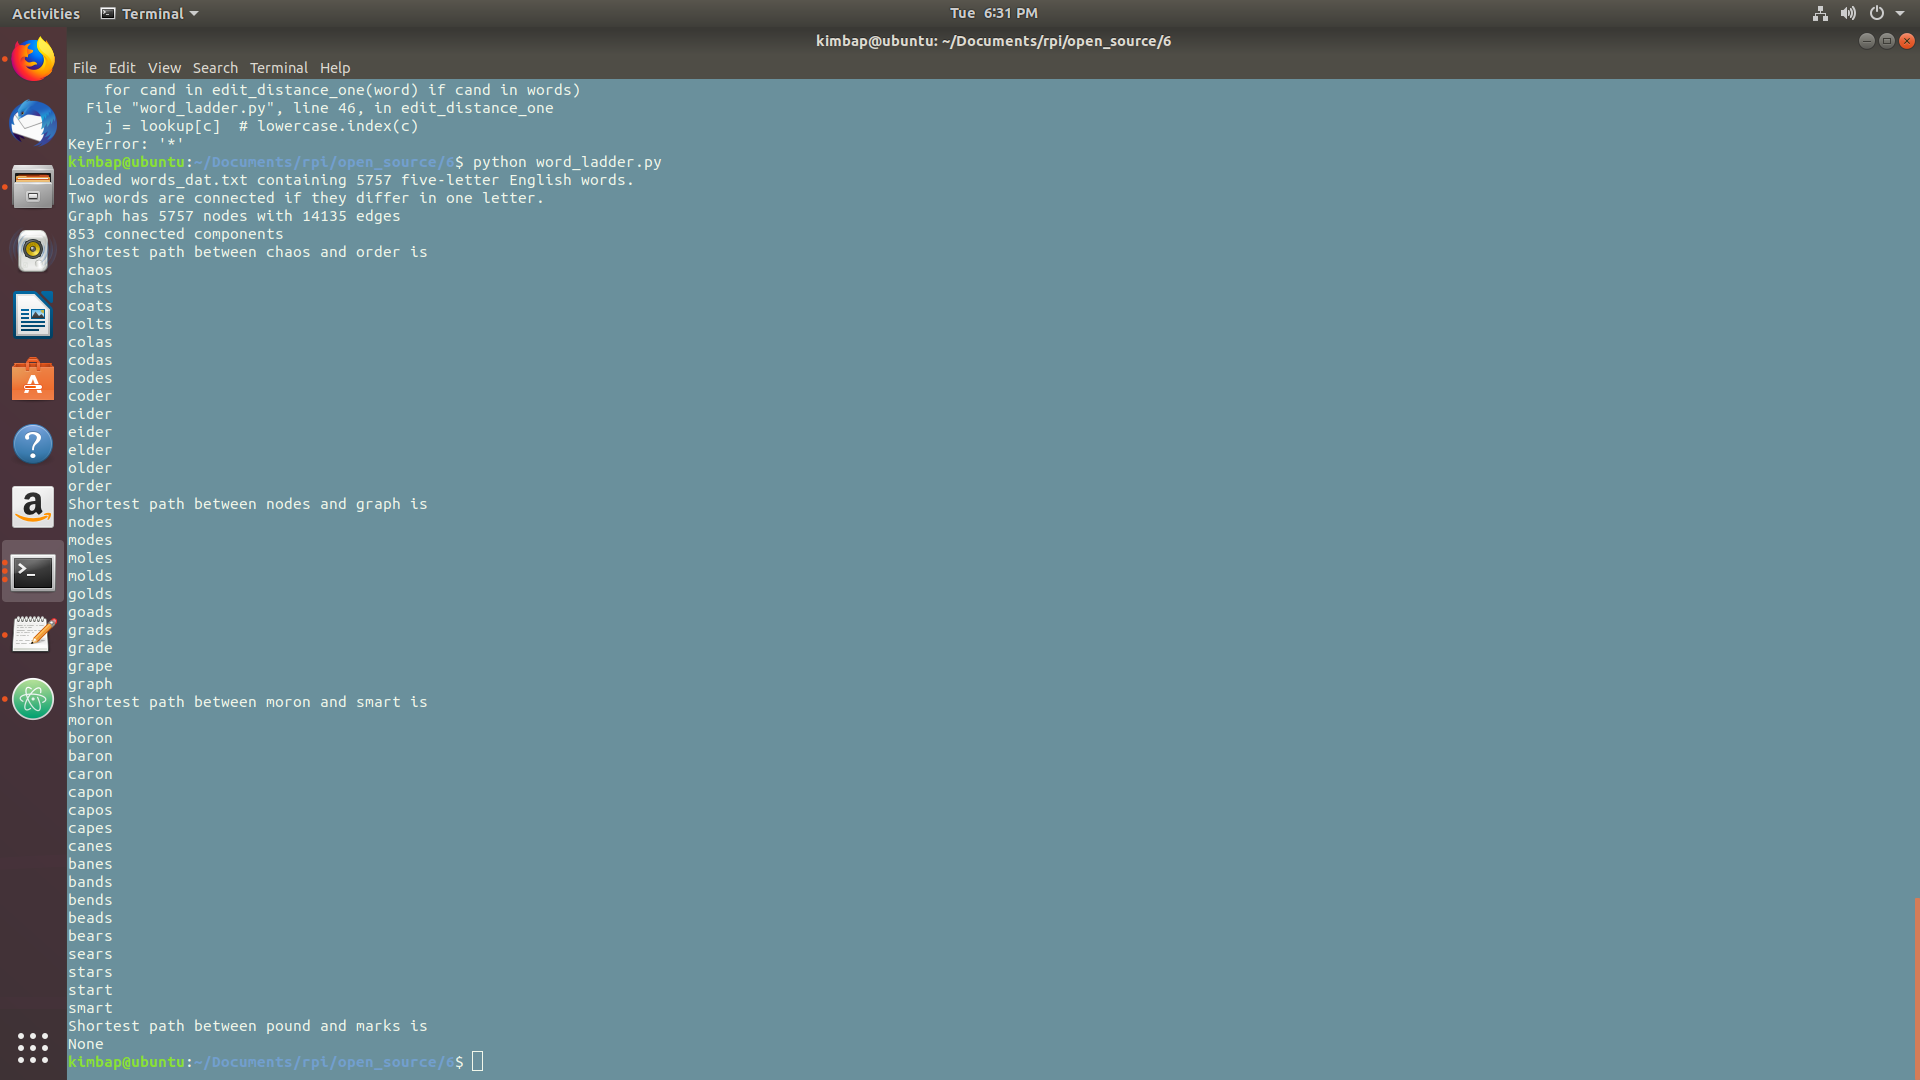 Activities
Terminal
Tue 6:31 PM
kimbap@ubuntu: ~/Documents/rpi/open_source/6
File Edit View Search Terminal Help
    for cand in edit_distance_one(word) if cand in words)
  File "word_ladder.py", line 46, in edit_distance_one
    j = lookup[c]  # lowercase.index(c)
KeyError: '*'
kimbap@ubuntu:~/Documents/rpi/open_source/6$ python word_ladder.py
Loaded words_dat.txt containing 5757 five-letter English words.
Two words are connected if they differ in one letter.
Graph has 5757 nodes with 14135 edges
853 connected components
Shortest path between chaos and order is
chaos
chats
coats
colts
colas
codas
codes
coder
cider
eider
elder
older
order
Shortest path between nodes and graph is
nodes
modes
moles
molds
golds
goads
grads
grade
grape
graph
Shortest path between moron and smart is
moron
boron
baron
caron
capon
capos
capes
canes
banes
bands
bends
beads
bears
sears
stars
start
smart
Shortest path between pound and marks is
None
kimbap@ubuntu:~/Documents/rpi/open_source/6$